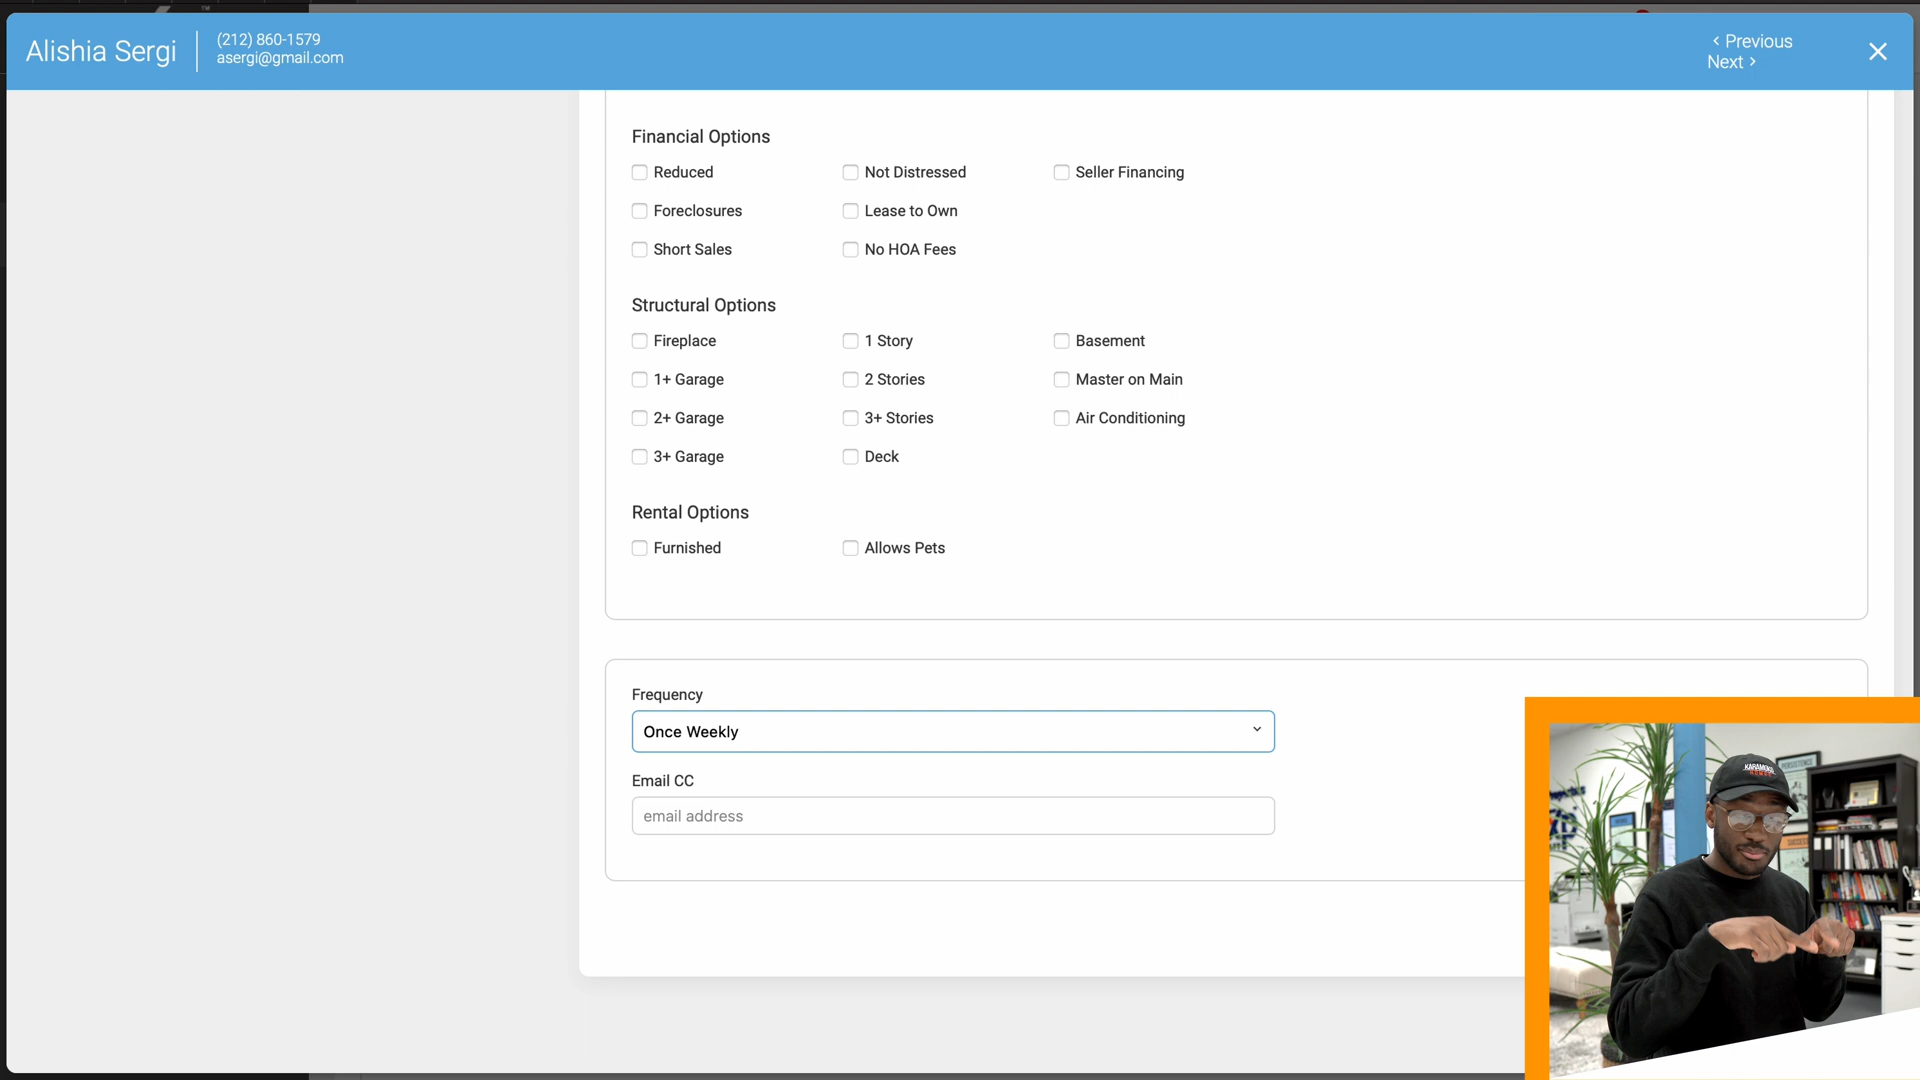 Alishia Sergi
(212) 860-1579
asergi@gmail.com
‹ Previous
Next ›
Financial Options
Reduced
Not Distressed
Seller Financing
Foreclosures
Lease to Own
Short Sales
No HOA Fees
Structural Options
Fireplace
1 Story
Basement
1+ Garage
2 Stories
Master on Main
2+ Garage
3+ Stories
Air Conditioning
3+ Garage
Deck
Rental Options
Furnished
Allows Pets
Frequency
Once Weekly
Email CC
email address
PERSISTENCE